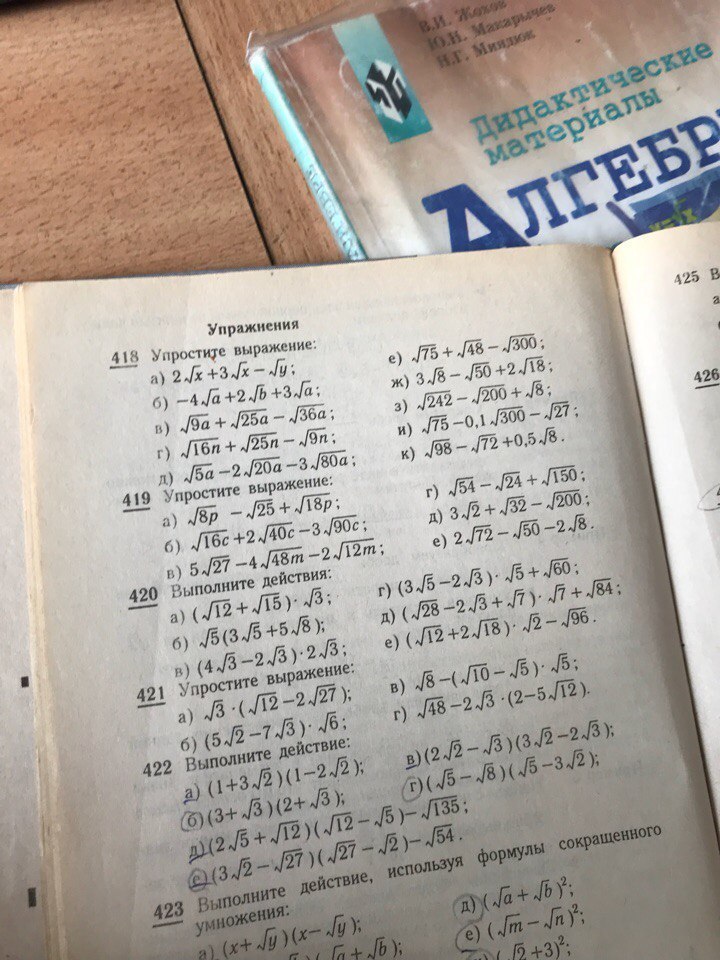 В.И. Жохов
Ю.Н. Макарычев
Н.Г. Миндюк
Дидактические
материалы
АЛГЕБР
Упражнения
418 Упростите выражение:
а) 2√x+3√x−√y;
б) −4√a+2√b+3√a;
в) √9a+√25a−√36a;
г) √16n+√25n−√9n;
д) √5a−2√20a−3√80a;
е) √75+√48−√300;
ж) 3√8−√50+2√18;
з) √242−√200+√8;
и) √75−0,1√300−√27;
к) √98−√72+0,5√8.
419 Упростите выражение:
а) √8p −√25+√18p;
б) √16c+2√40c−3√90c;
в) 5√27−4√48m−2√12m;
г) √54−√24+√150;
д) 3√2+√32−√200;
е) 2√72−√50−2√8.
420 Выполните действия:
а) (√12+√15)·√3;
б) √5(3√5+5√8);
в) (4√3−2√3)·2√3;
г) (3√5−2√3)·√5+√60;
д) (√28−2√3+√7)·√7+√84;
е) (√12+2√18)·√2−√96.
421 Упростите выражение:
а) √3·(√12−2√27);
б) (5√2−7√3)·√6;
в) √8−(√10−√5)·√5;
г) √48−2√3·(2−5√12).
422 Выполните действие:
а) (1+3√2)(1−2√2);
б) (3+√3)(2+√3);
в) (2√2−√3)(3√2−2√3);
г) (√5−√8)(√5−3√2);
д) (2√5+√12)(√12−√5)−√135;
е) (3√2−√27)(√27−√2)−√54.
423 Выполните действие, используя формулы сокращенного
умножения:
а) (x+√y)(x−√y);
√a+√b);
д) (√a+√b)²;
е) (√m−√n)²;
√2+3)²;
425 В
а
426